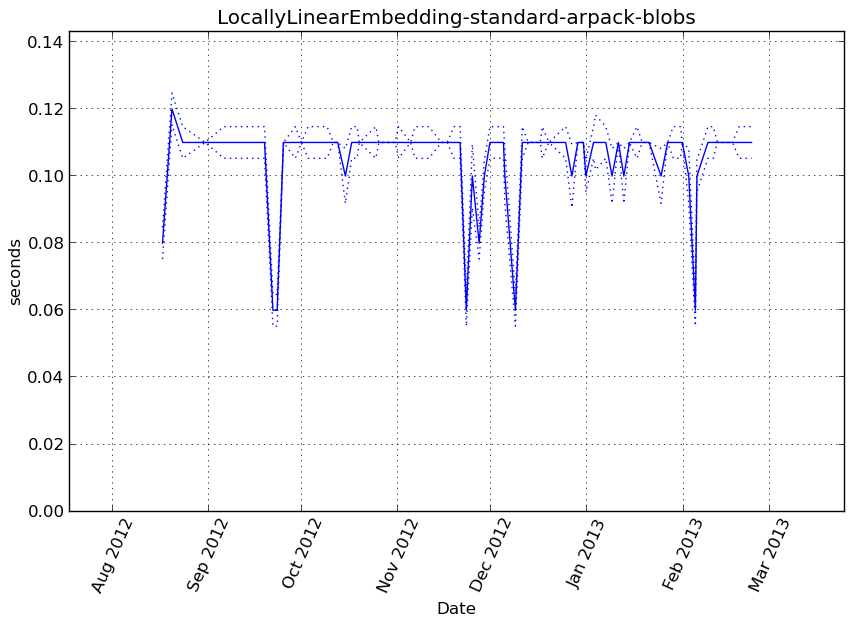 LocallyLinearEmbedding-standard-arpack-blobs
0.14
0.12
0.10
0.08
0.06
0.04
0.02
0.00
seconds
Aug 2012
Sep 2012
Oct 2012
Nov 2012
Dec 2012
Jan 2013
Feb 2013
Mar 2013
Date